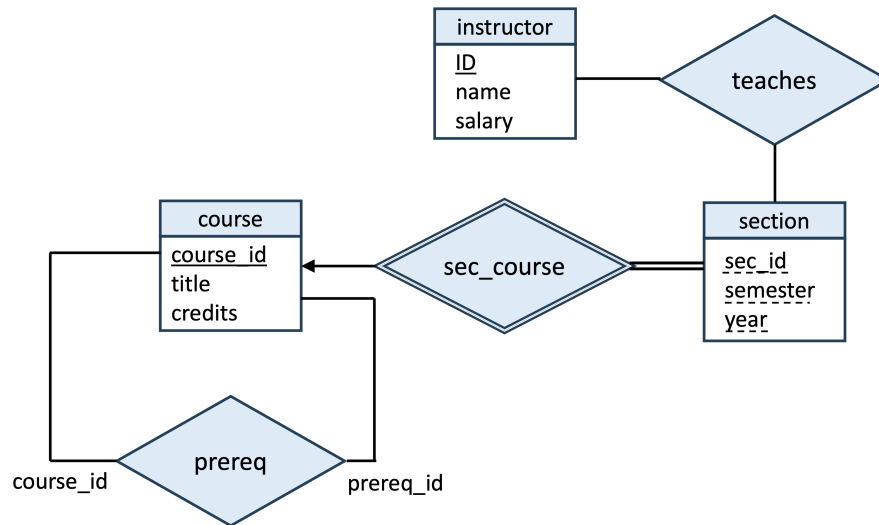 instructor
ID
name
salary
teaches
course
course_id
title
credits
sec_course
section
sec_id
semester
year
prereq
course_id
prereq_id